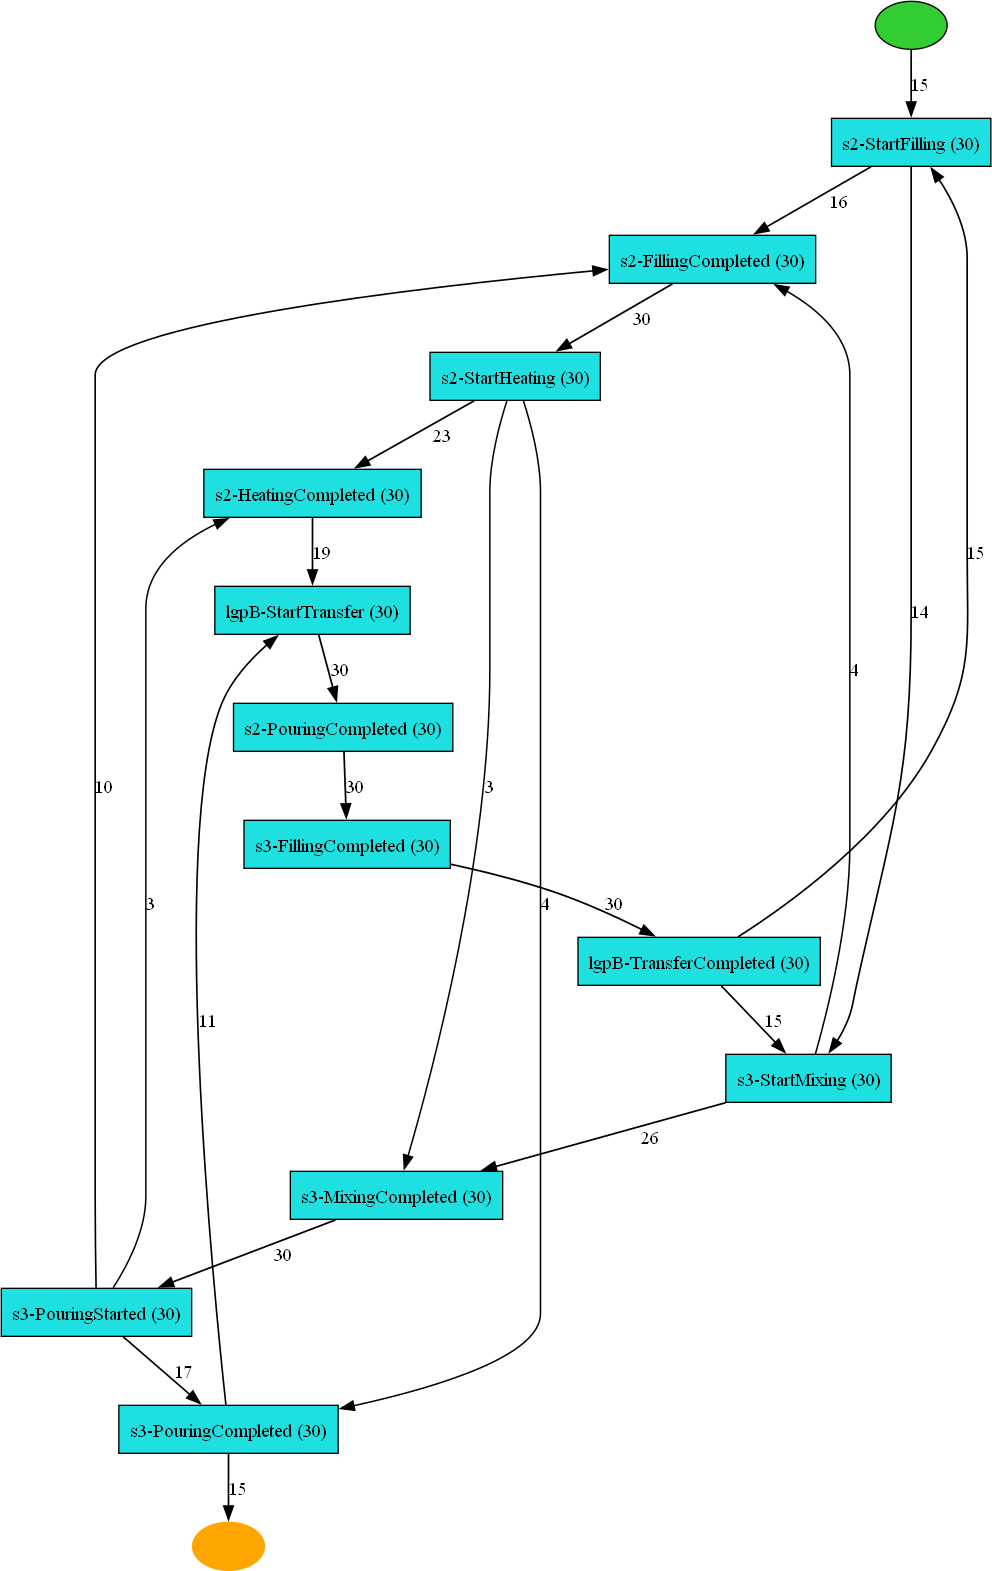 15
s2-StartFilling (30)
16
s2-FillingCompleted (30)
30
s2-StartHeating (30)
23
s2-HeatingCompleted (30)
19
15
lgpB-StartTransfer (30)
14
30
4
s2-PouringCompleted (30)
10
30
3
s3-FillingCompleted (30)
3
4
30
lgpB-TransferCompleted (30)
11
15
s3-StartMixing (30)
26
s3-MixingCompleted (30)
30
s3-PouringStarted (30)
17
s3-PouringCompleted (30)
15